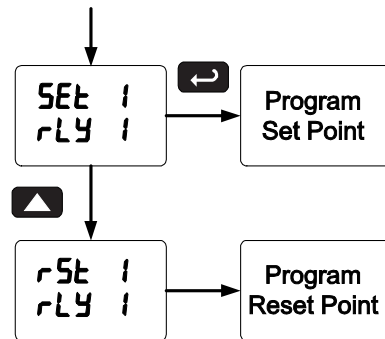 SEt 1
rLY 1
Program
Set Point
rSt 1
rLY 1
Program
Reset Point